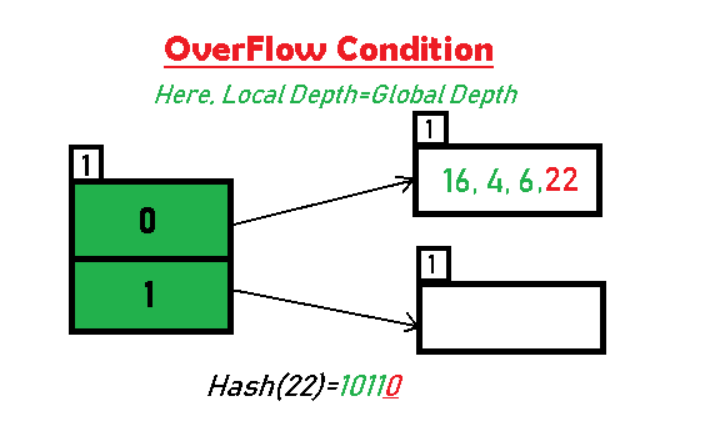 OverFlow Condition
Here, Local Depth=Global Depth
1
16, 4, 6,22
1
0
1
1
Hash(22)=10110